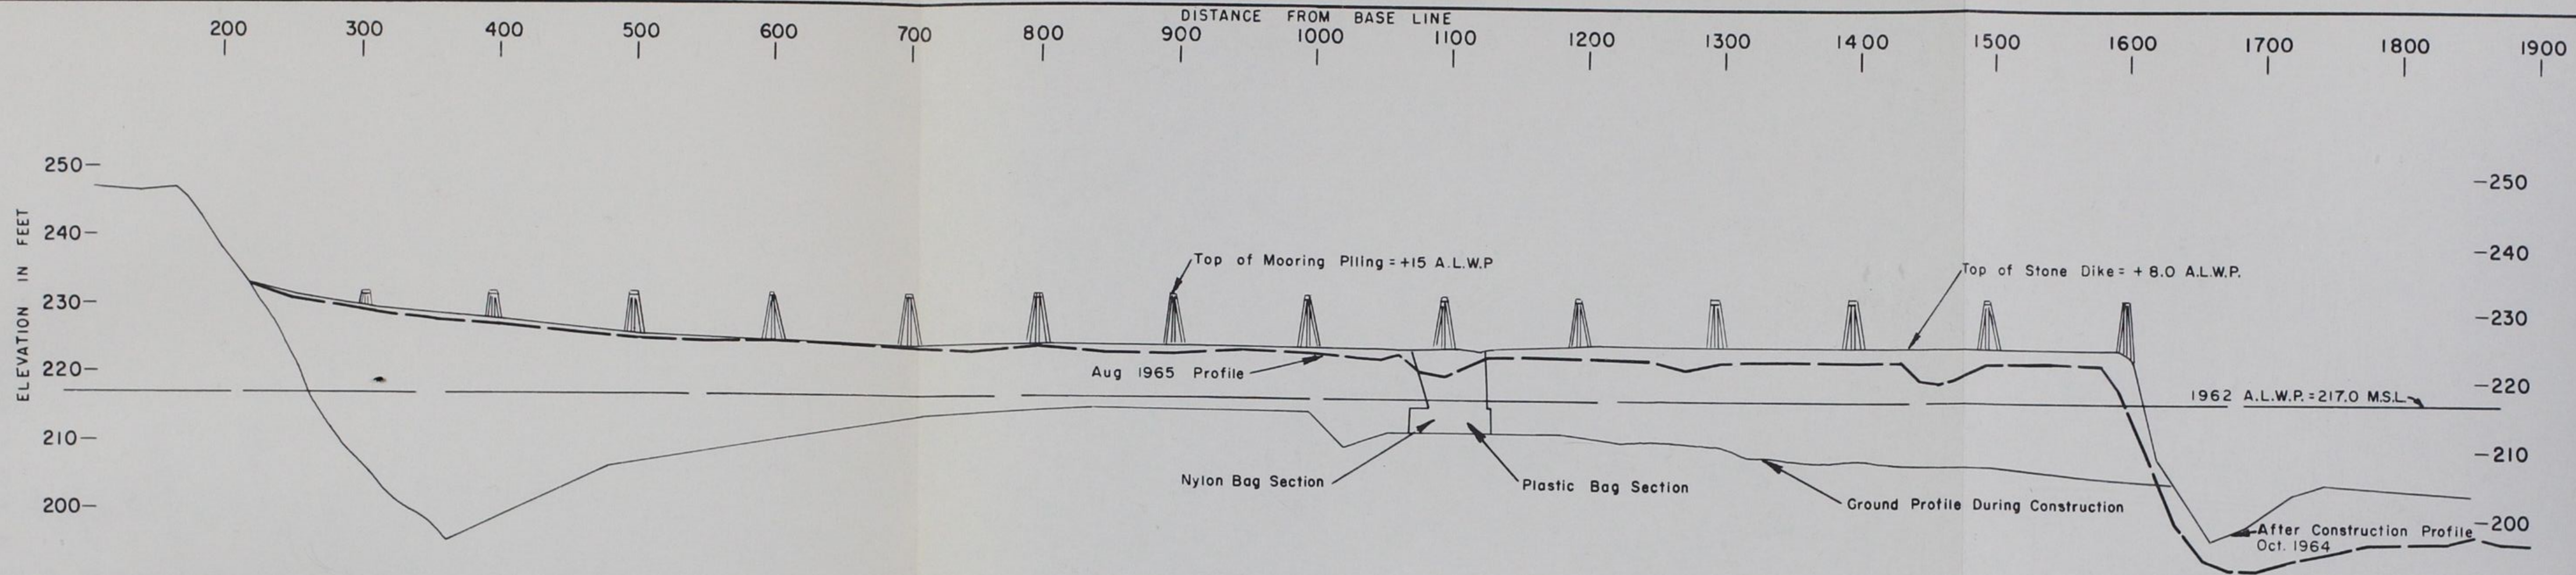 DISTANCE FROM BASE LINE
200 300 400 500 600 700 800 900 1000 1100 1200 1300 1400 1500 1600 1700 1800 1900
ELEVATION IN FEET
250
240
230
220
210
200
-250
-240
-230
-220
-210
-200
Top of Mooring Piling = +15 A.L.W.P
Top of Stone Dike = + 8.0 A.L.W.P.
Aug 1965 Profile
1962 A.L.W.P. = 217.0 M.S.L.
Nylon Bag Section
Plastic Bag Section
Ground Profile During Construction
After Construction Profile
Oct. 1964